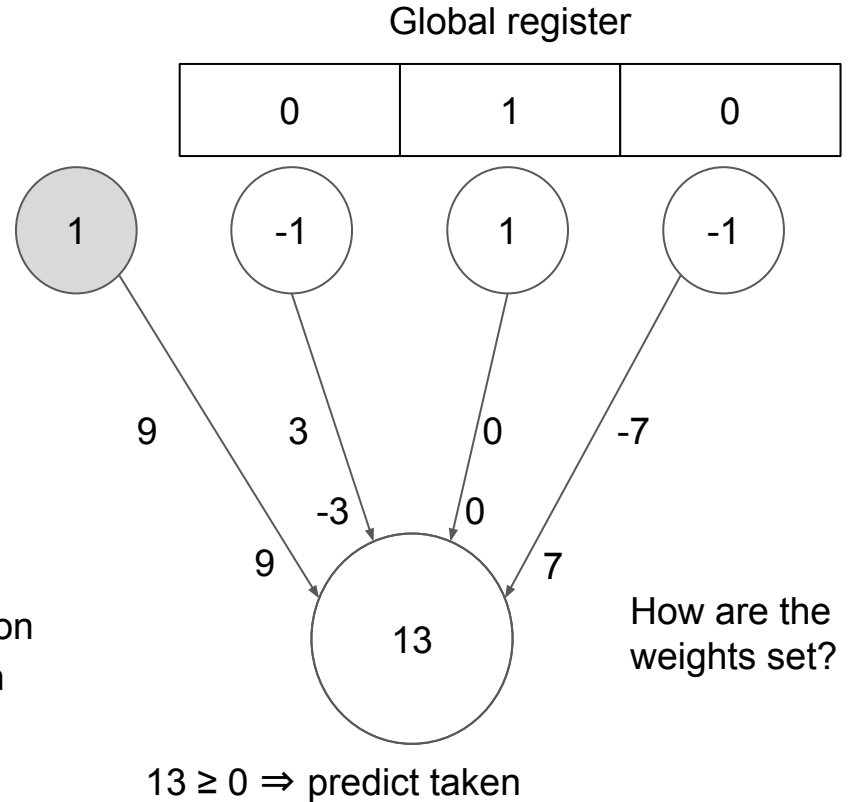 Global register
0 1 0
1 -1 1 -1
9 3 0 -7
-3 0
9 7
13
How are the
weights set?
on
13 ≥ 0 ⇒ predict taken